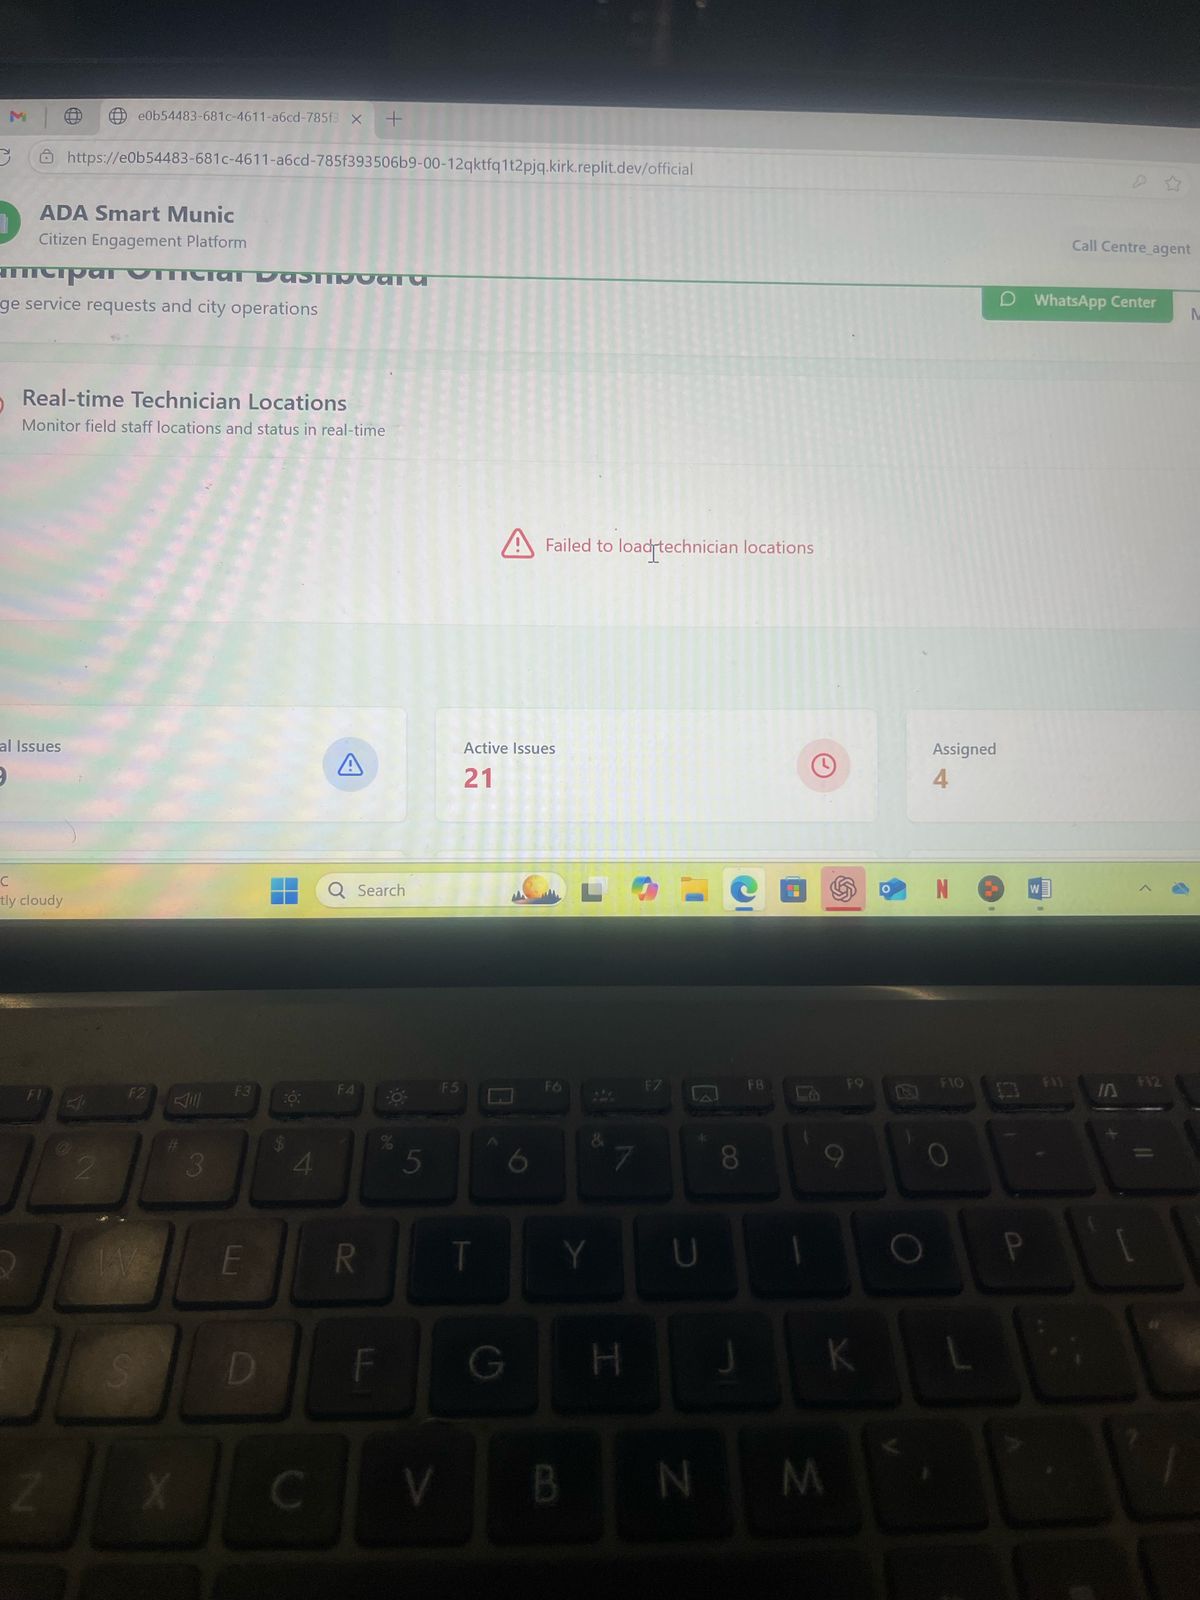 e0b54483-681c-4611-a6cd-785f3
https://e0b54483-681c-4611-a6cd-785f393506b9-00-12qktfq1t2pjq.kirk.replit.dev/official
ADA Smart Munic
Citizen Engagement Platform
Call Centre_agent
nicipal Official Dashboard
ge service requests and city operations
WhatsApp Center
M
Real-time Technician Locations
Monitor field staff locations and status in real-time
Failed to load technician locations
al Issues
9
Active Issues
21
Assigned
4
C
tly cloudy
Search
F1 F2 F3 F4 F5 F6 F7 F8 F9 F10 F11 F12
@ 2 # 3 $ 4 % 5 ^ 6 & 7 * 8 ( 9 ) 0 - + =
Q W E R T Y U I O P [
S D F G H J K L : ; "
Z X C V B N M < , > . ? /